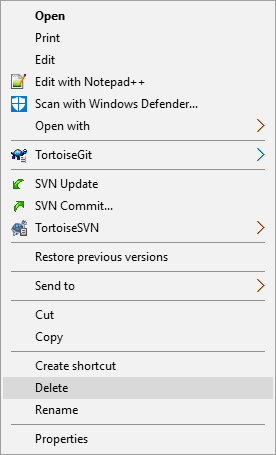 Open
Print
Edit
Edit with Notepad++
Scan with Windows Defender...
Open with
TortoiseGit
SVN Update
SVN Commit...
TortoiseSVN
Restore previous versions
Send to
Cut
Copy
Create shortcut
Delete
Rename
Properties